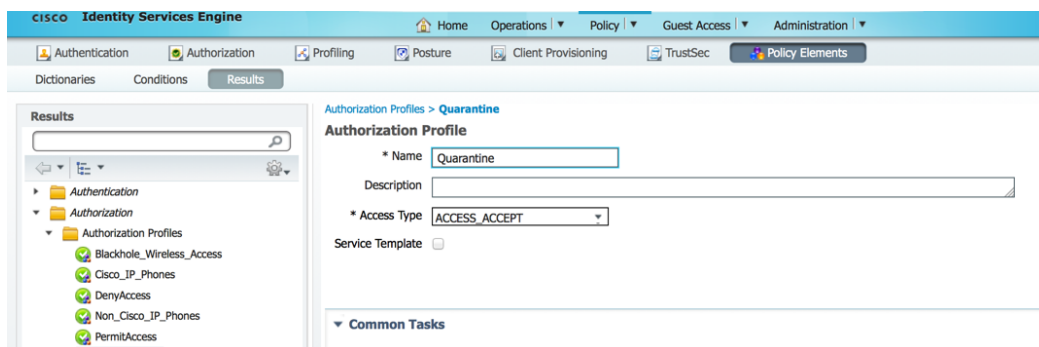 CISCO Identity Services Engine
Home Operations Policy Guest Access Administration
Authentication Authorization Profiling Posture Client Provisioning TrustSec Policy Elements
Dictionaries Conditions Results
Results
Authentication
Authorization
Authorization Profiles
Blackhole_Wireless_Access
Cisco_IP_Phones
DenyAccess
Non_Cisco_IP_Phones
PermitAccess
Authorization Profiles > Quarantine
Authorization Profile
* Name Quarantine
Description
* Access Type ACCESS_ACCEPT
Service Template
Common Tasks